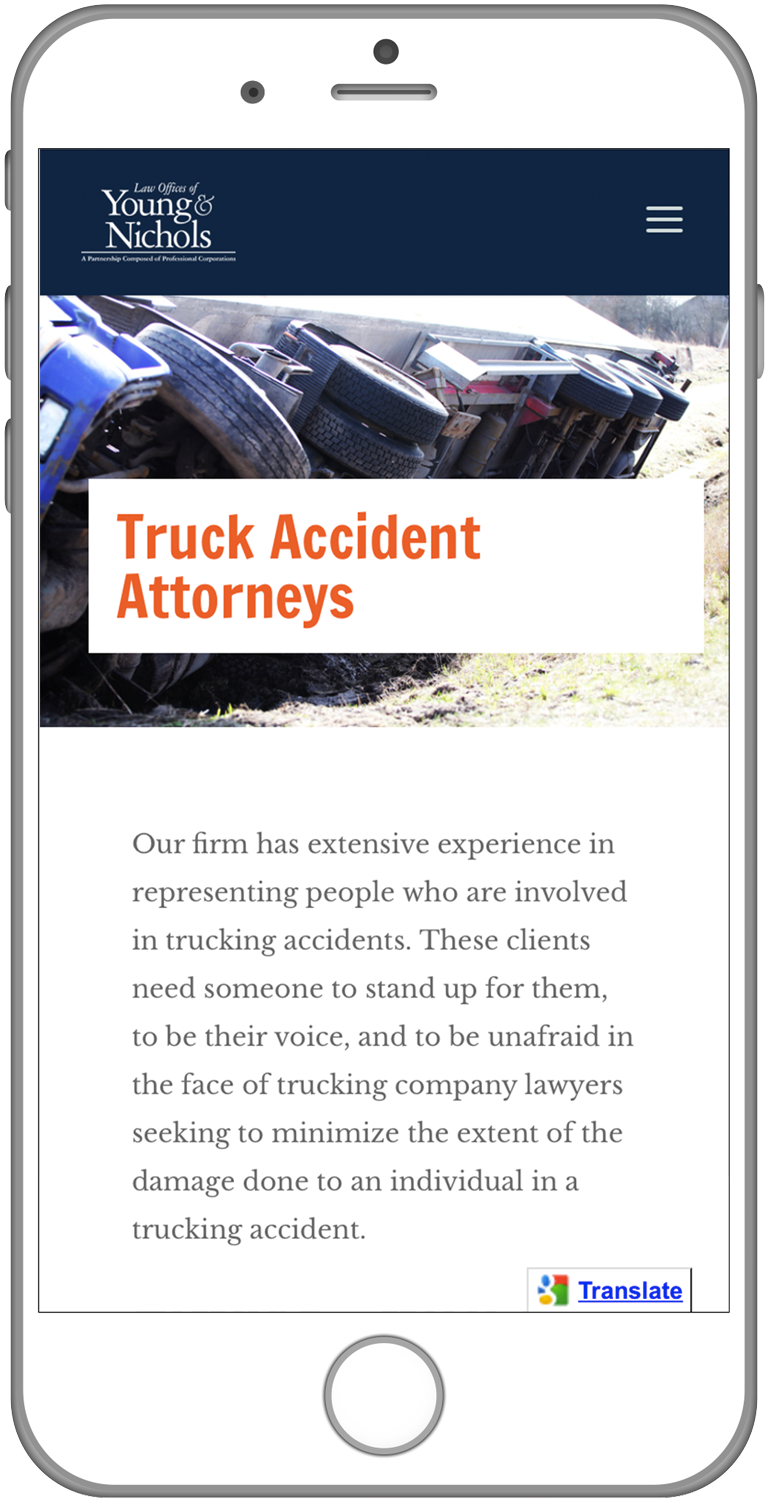 Law Offices of
Young &
Nichols
A Partnership Composed of Professional Corporations
Truck Accident
Attorneys
Our firm has extensive experience in
representing people who are involved
in trucking accidents. These clients
need someone to stand up for them,
to be their voice, and to be unafraid in
the face of trucking company lawyers
seeking to minimize the extent of the
damage done to an individual in a
trucking accident.
Translate